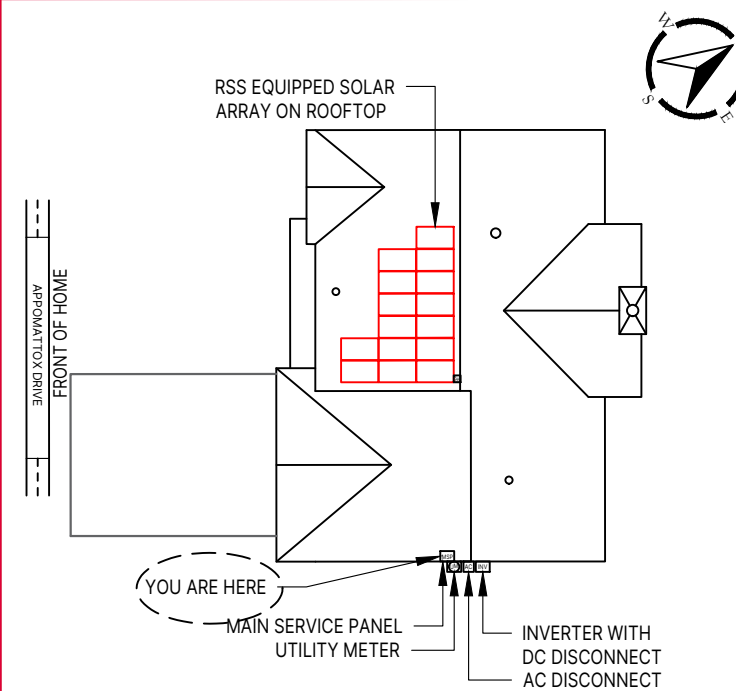 W
S
E
RSS EQUIPPED SOLAR
ARRAY ON ROOFTOP
FRONT OF HOME
APPOMATTOX DRIVE
MSP
UM
AC
INV
YOU ARE HERE
MAIN SERVICE PANEL
UTILITY METER
INVERTER WITH
DC DISCONNECT
AC DISCONNECT